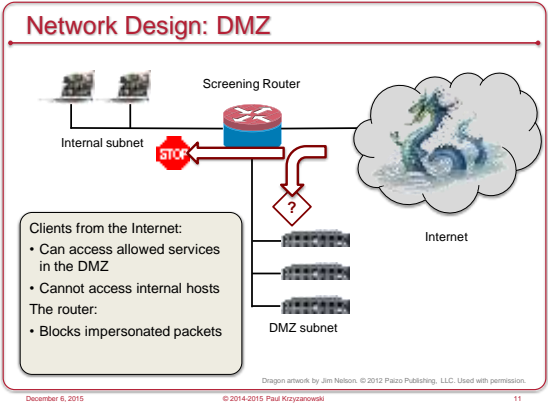 Network Design: DMZ
Screening Router
Internal subnet
STOP
?
Internet
Clients from the Internet:
• Can access allowed services
in the DMZ
• Cannot access internal hosts
The router:
• Blocks impersonated packets
DMZ subnet
Dragon artwork by Jim Nelson. © 2012 Paizo Publishing, LLC. Used with permission.
December 6, 2015
© 2014-2015 Paul Krzyzanowski
11